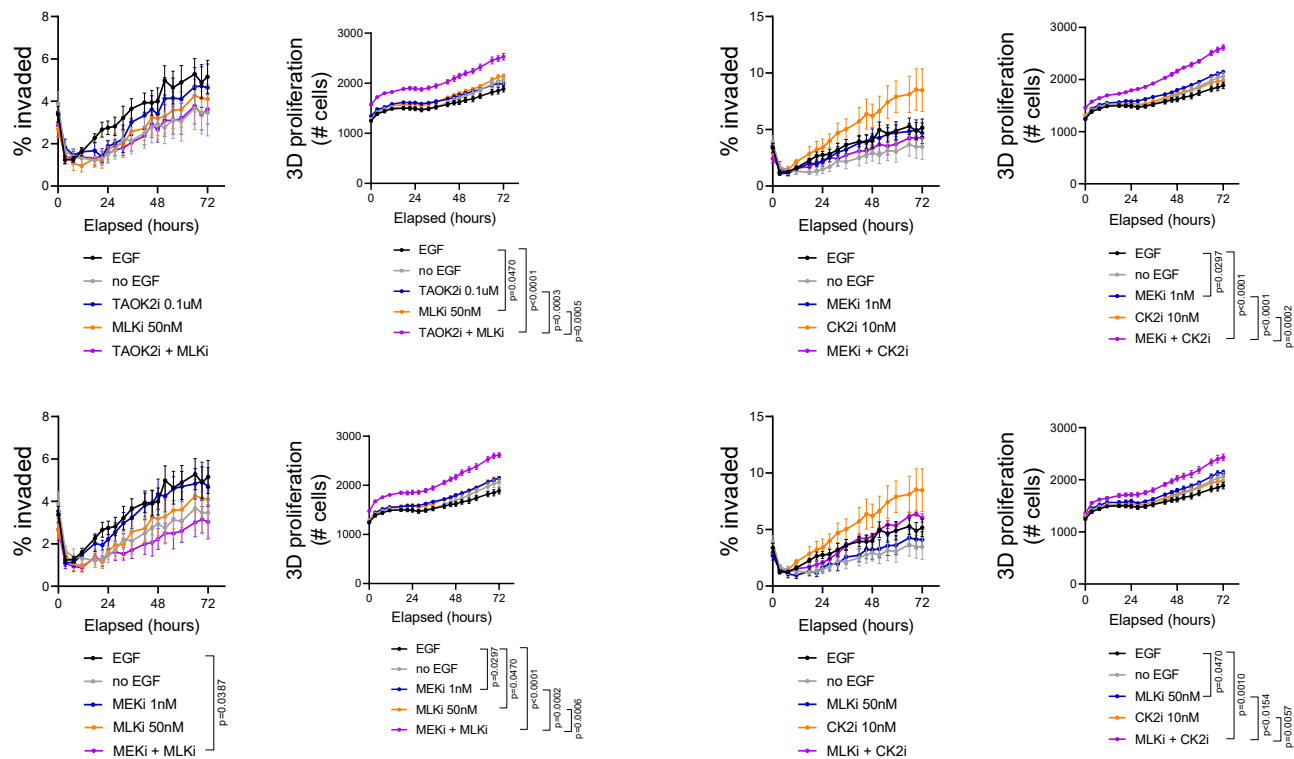 % invaded
8
6
4
2
0
0
24
48
72
Elapsed (hours)
EGF
no EGF
TAOK2i 0.1uM
MLKi 50nM
TAOK2i + MLKi
3D proliferation
(# cells)
3000
2000
1000
0
0
24
48
72
Elapsed (hours)
EGF
no EGF
TAOK2i 0.1uM
MLKi 50nM
TAOK2i + MLKi
p=0.0470
p<0.0001
p=0.0003
p=0.0005
% invaded
15
10
5
0
0
24
48
72
Elapsed (hours)
EGF
no EGF
MEKi 1nM
CK2i 10nM
MEKi + CK2i
3D proliferation
(# cells)
3000
2000
1000
0
0
24
48
72
Elapsed (hours)
EGF
no EGF
MEKi 1nM
CK2i 10nM
MEKi + CK2i
p=0.0297
p<0.0001
p<0.0001
p=0.0002
% invaded
8
6
4
2
0
0
24
48
72
Elapsed (hours)
EGF
no EGF
MEKi 1nM
MLKi 50nM
MEKi + MLKi
p=0.0387
3D proliferation
(# cells)
3000
2000
1000
0
0
24
48
72
Elapsed (hours)
EGF
no EGF
MEKi 1nM
MLKi 50nM
MEKi + MLKi
p=0.0297
p=0.0470
p<0.0001
p=0.0002
p=0.0006
% invaded
15
10
5
0
0
24
48
72
Elapsed (hours)
EGF
no EGF
MLKi 50nM
CK2i 10nM
MLKi + CK2i
3D proliferation
(# cells)
3000
2000
1000
0
0
24
48
72
Elapsed (hours)
EGF
no EGF
MLKi 50nM
CK2i 10nM
MLKi + CK2i
p=0.0470
p=0.0010
p<0.0154
p=0.0057